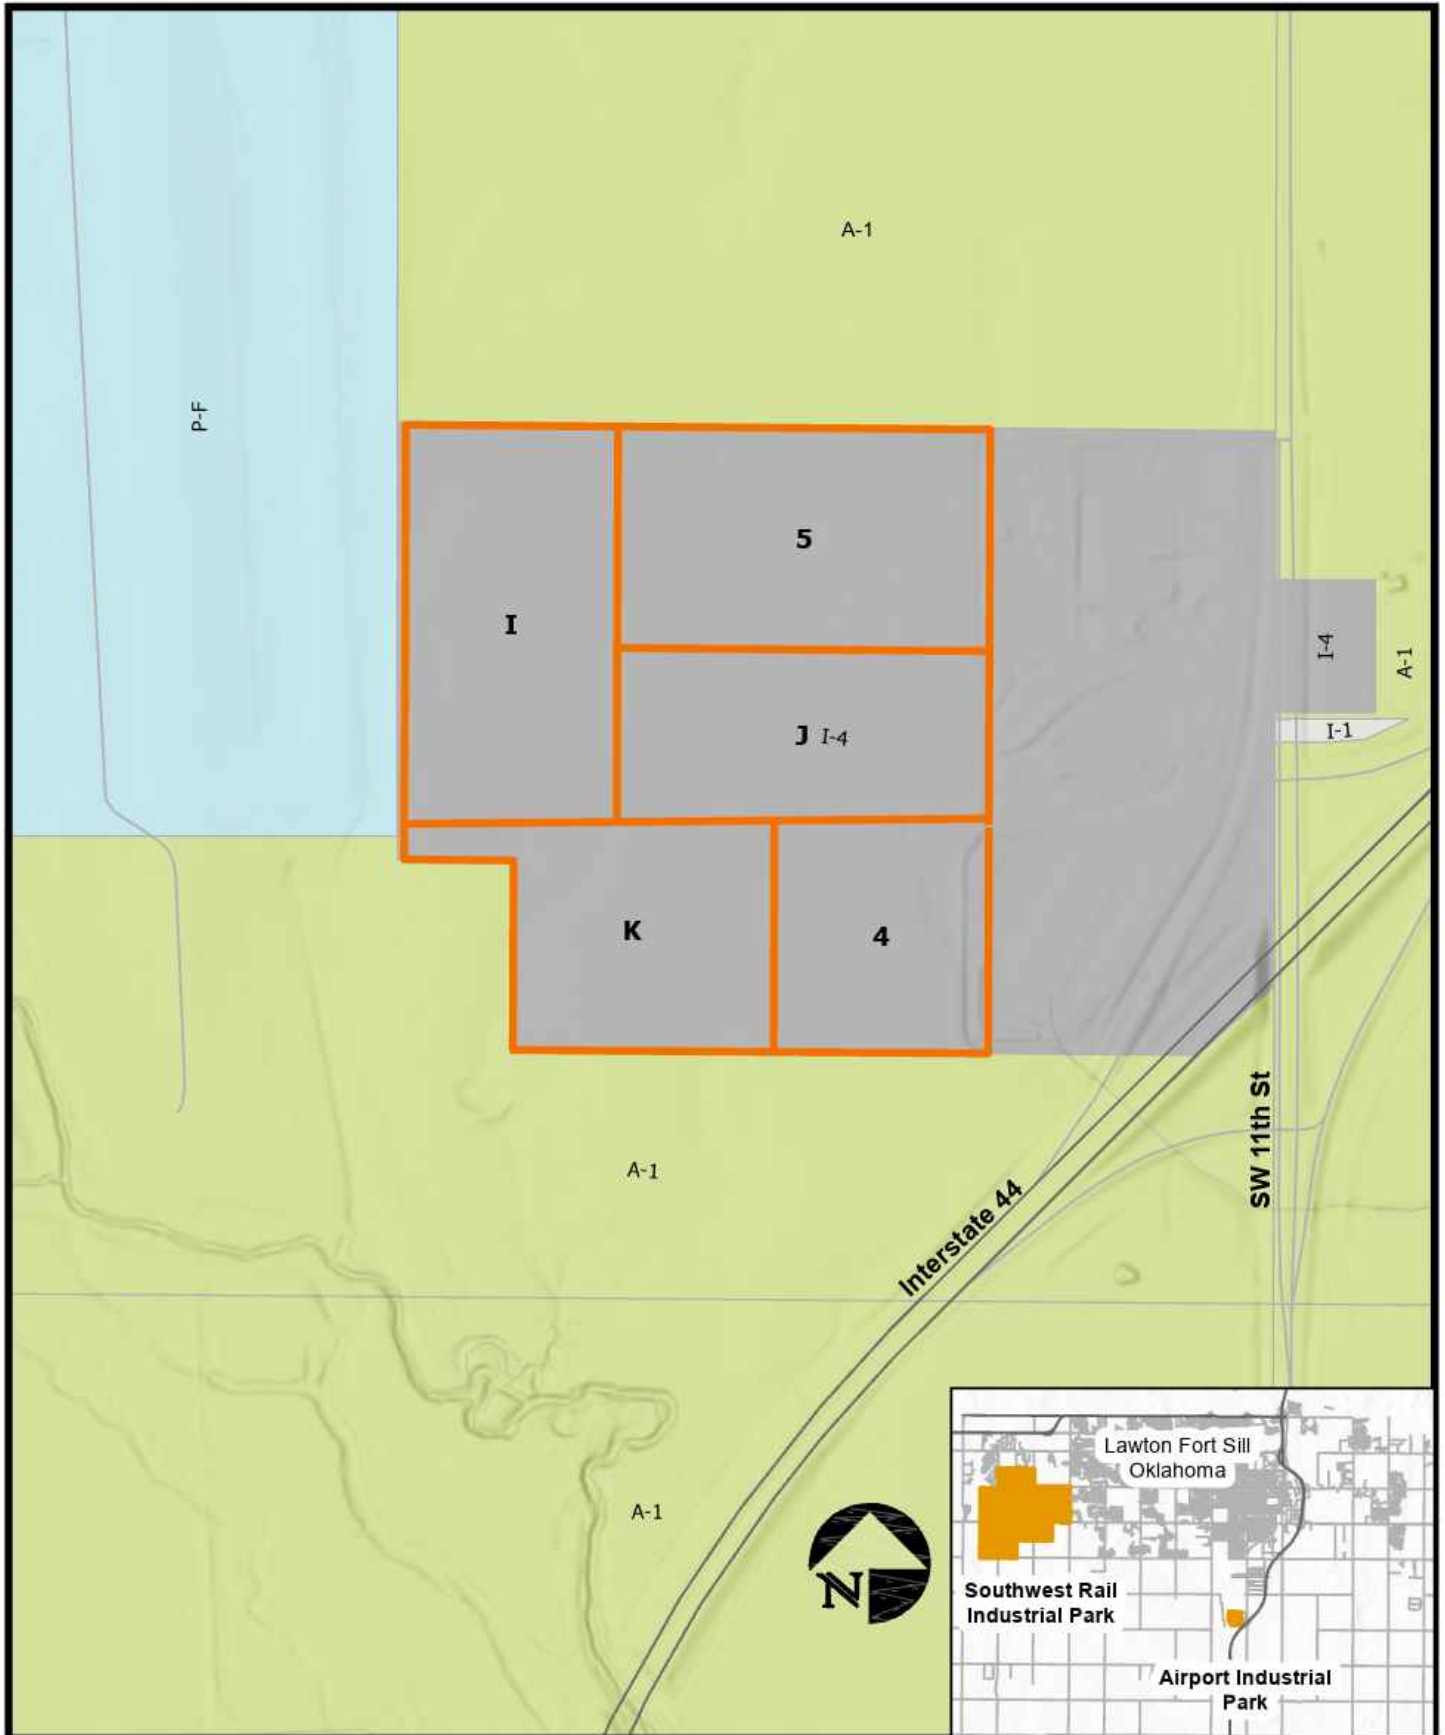 A-1
P-F
5
I
I-4
A-1
J I-4
I-1
K
4
SW 11th St
A-1
Interstate 44
A-1
N
Lawton Fort Sill
Oklahoma
Southwest Rail
Industrial Park
Airport Industrial
Park